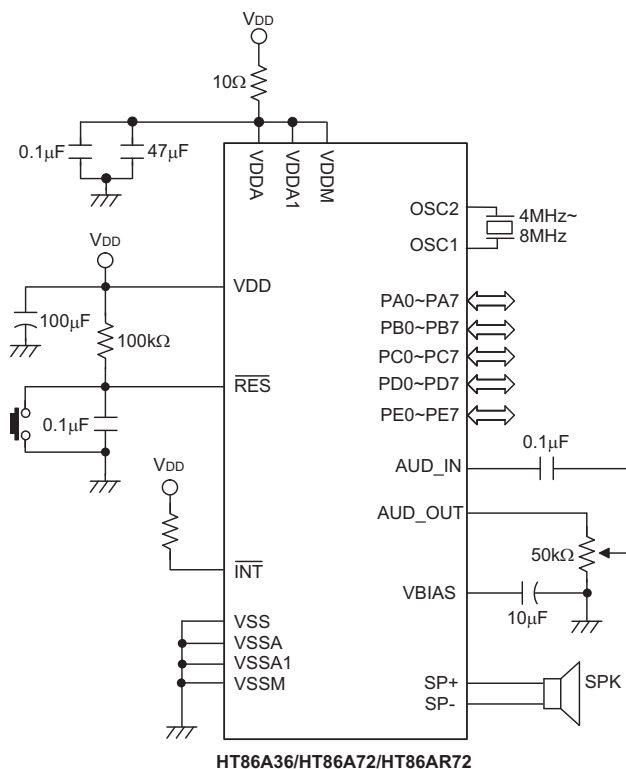 VDD
10Ω
0.1μF
47μF
VDDA
VDDA1
VDDM
OSC2
4MHz~
8MHz
OSC1
VDD
VDD
100μF
100kΩ
PA0~PA7
PB0~PB7
PC0~PC7
PD0~PD7
PE0~PE7
RES
0.1μF
0.1μF
AUD_IN
VDD
AUD_OUT
50kΩ
INT
VBIAS
10μF
VSS
VSSA
VSSA1
VSSM
SP+
SP-
SPK
HT86A36/HT86A72/HT86AR72